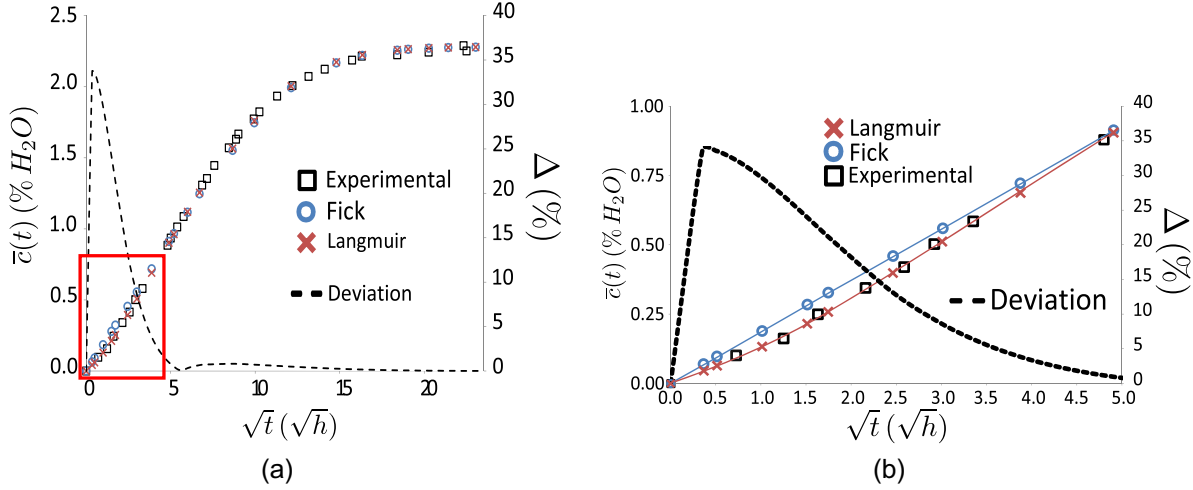 2.5
2.0
1.5
1.0
0.5
0.0
c̅(t) (% H₂O)
40
35
30
25
20
15
10
5
0
Δ (%)
Experimental
Fick
Langmuir
Deviation
0 5 10 15 20
√t (√h)
(a)
1.00
0.75
0.50
0.25
0.00
c̅(t) (% H₂O)
40
35
30
25
20
15
10
5
0
Δ (%)
Langmuir
Fick
Experimental
Deviation
0.0 0.5 1.0 1.5 2.0 2.5 3.0 3.5 4.0 4.5 5.0
√t (√h)
(b)